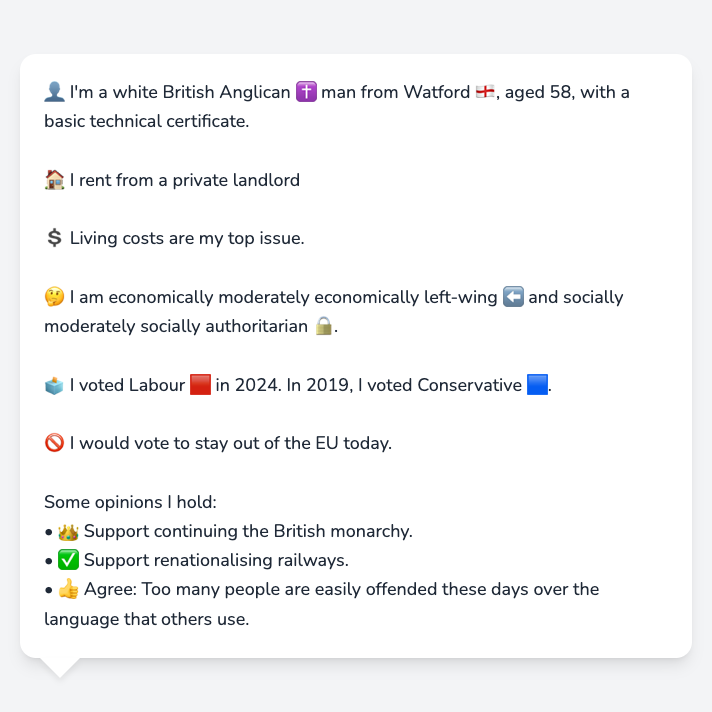 👤 I'm a white British Anglican ✝️ man from Watford 🏴󠁧󠁢󠁥󠁮󠁧󠁿, aged 58, with a
basic technical certificate.
🏠 I rent from a private landlord
💲 Living costs are my top issue.
🤔 I am economically moderately economically left-wing ⬅️ and socially
moderately socially authoritarian 🔒.
🗳️ I voted Labour 🟥 in 2024. In 2019, I voted Conservative 🟦.
🚫 I would vote to stay out of the EU today.
Some opinions I hold:
• 👑 Support continuing the British monarchy.
• ✅ Support renationalising railways.
• 👍 Agree: Too many people are easily offended these days over the
language that others use.